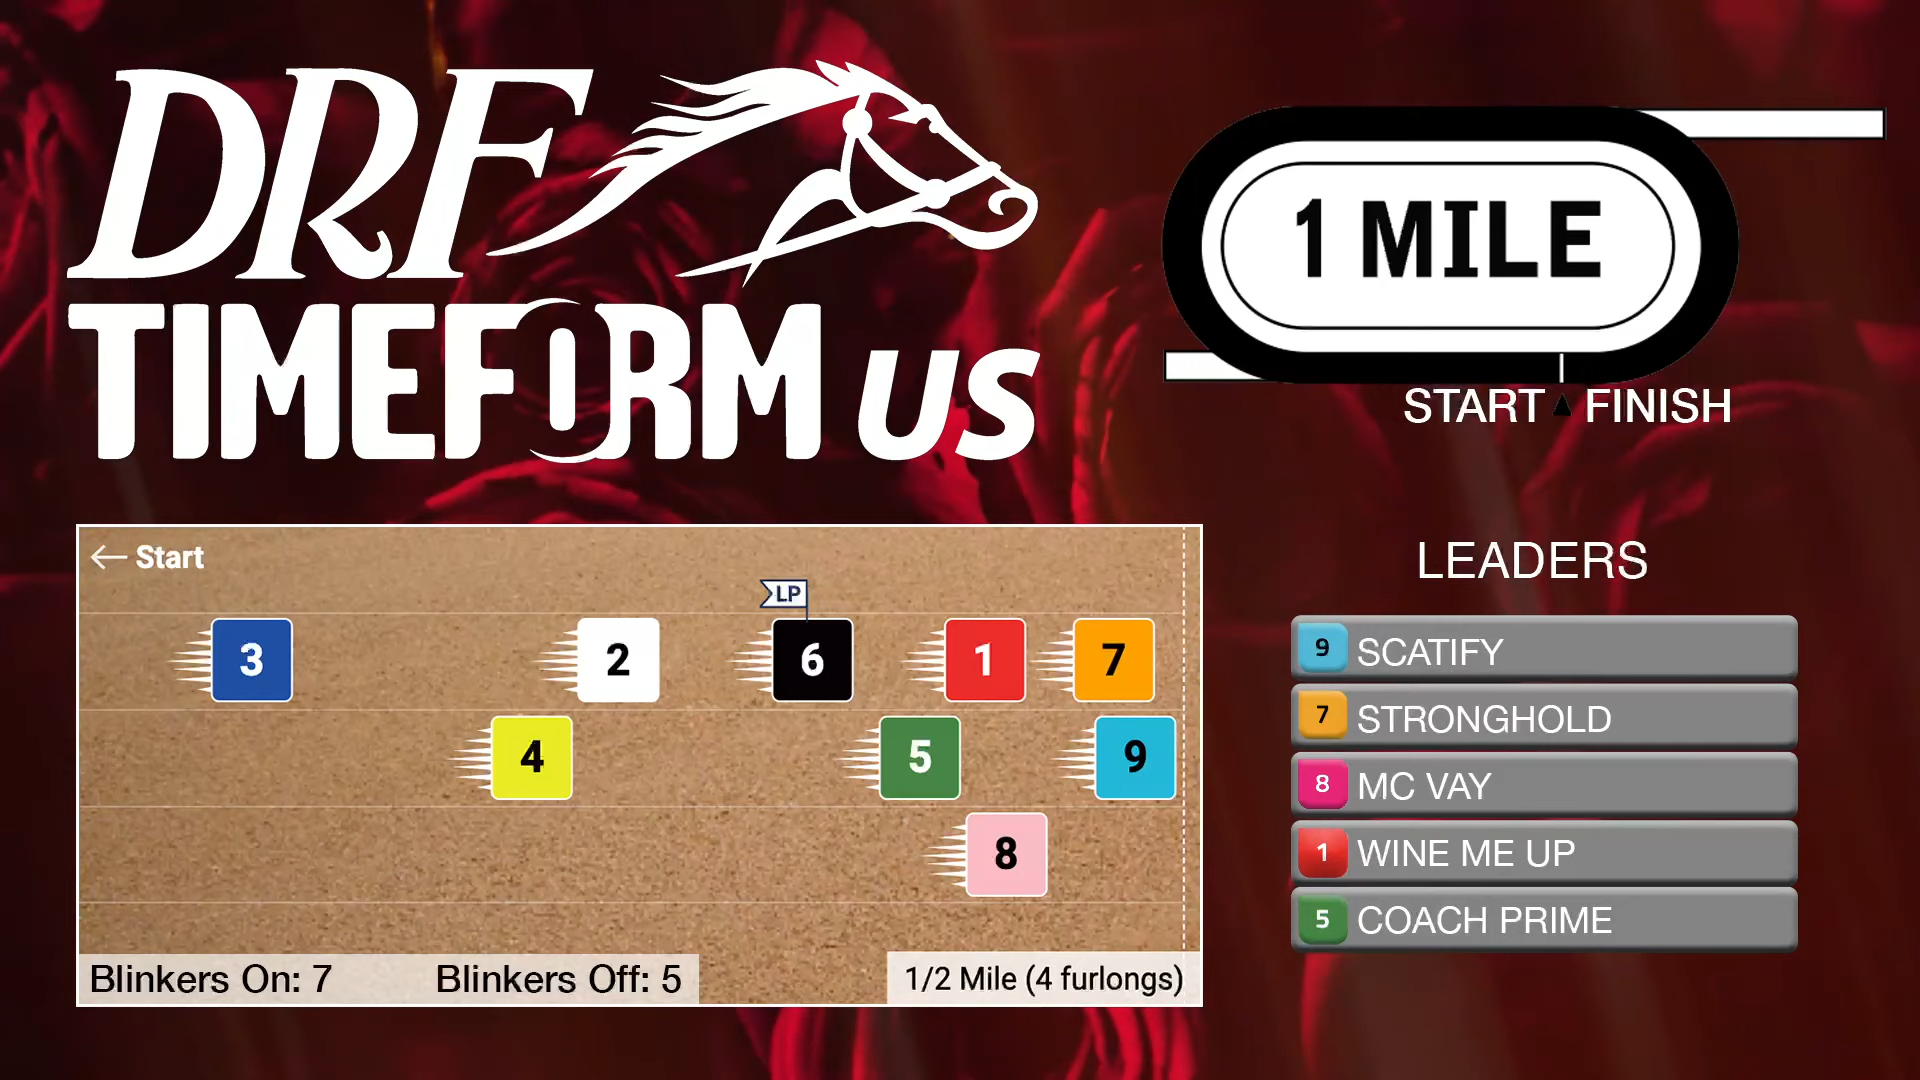 DRF
TIMEFORM US
1 MILE
START ▲ FINISH
← Start
LP
3
2
6
1
7
4
5
9
8
Blinkers On: 7
Blinkers Off: 5
1/2 Mile (4 furlongs)
LEADERS
9 SCATIFY
7 STRONGHOLD
8 MC VAY
1 WINE ME UP
5 COACH PRIME